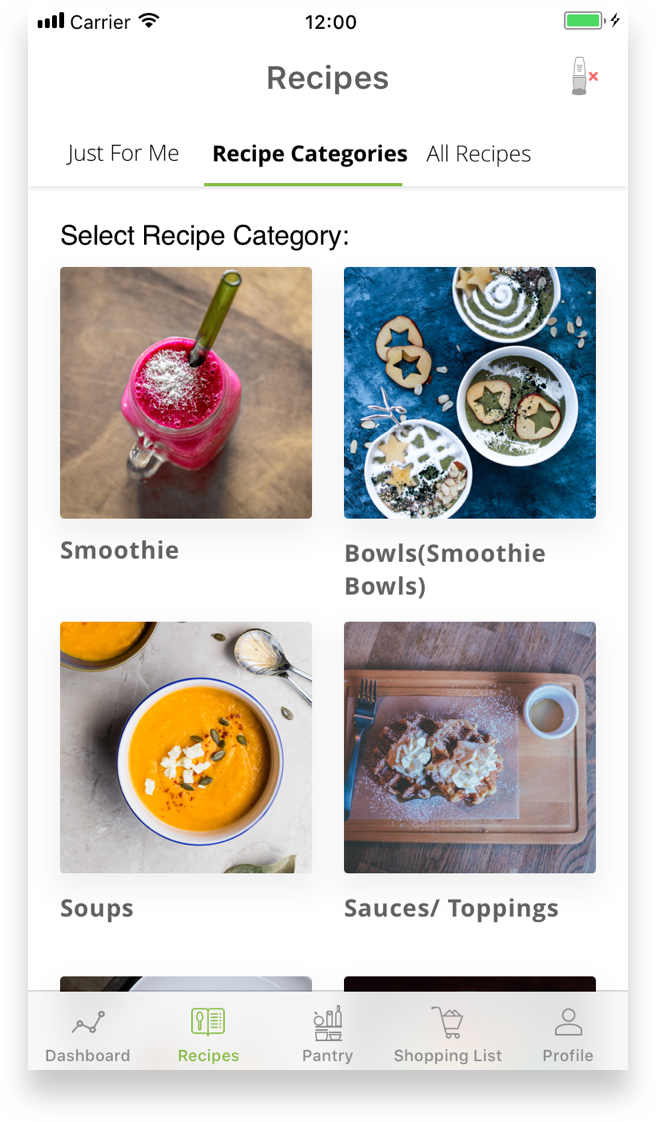 Carrier 12:00
Recipes
Just For Me Recipe Categories All Recipes
Select Recipe Category:
Smoothie
Bowls(Smoothie
Bowls)
Soups
Sauces/ Toppings
Dashboard Recipes Pantry Shopping List Profile